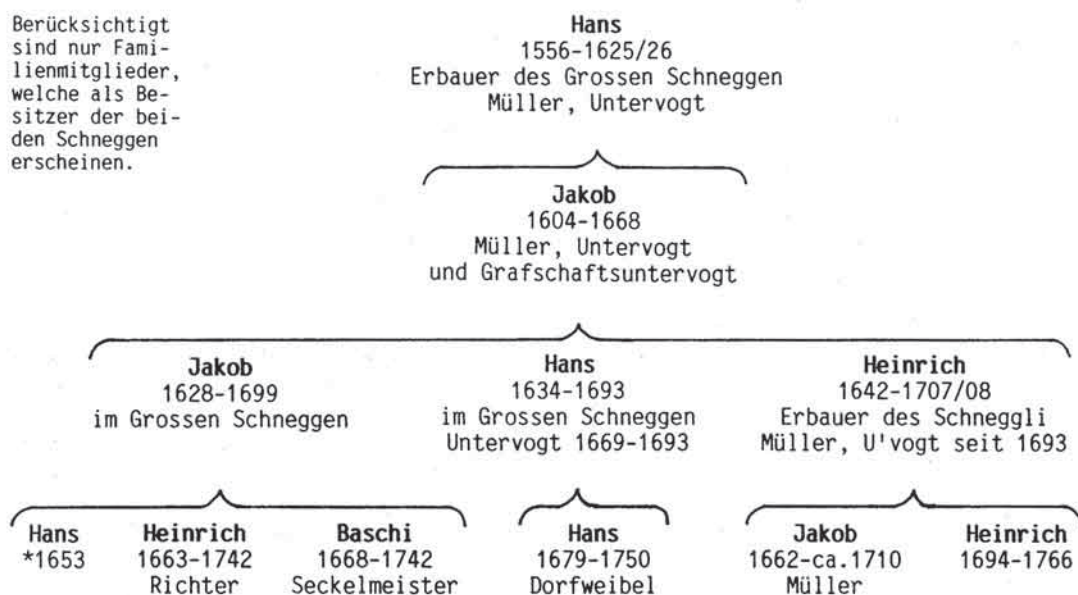 Berücksichtigt
sind nur Fami-
lienmitglieder,
welche als Be-
sitzer der bei-
den Schneggen
erscheinen.
Hans
1556-1625/26
Erbauer des Grossen Schneggen
Müller, Untervogt
Jakob
1604-1668
Müller, Untervogt
und Grafschaftsuntervogt
Jakob
1628-1699
im Grossen Schneggen
Hans
1634-1693
im Grossen Schneggen
Untervogt 1669-1693
Heinrich
1642-1707/08
Erbauer des Schneggli
Müller, U'vogt seit 1693
Hans
*1653
Heinrich
1663-1742
Richter
Baschi
1668-1742
Seckelmeister
Hans
1679-1750
Dorfweibel
Jakob
1662-ca.1710
Müller
Heinrich
1694-1766